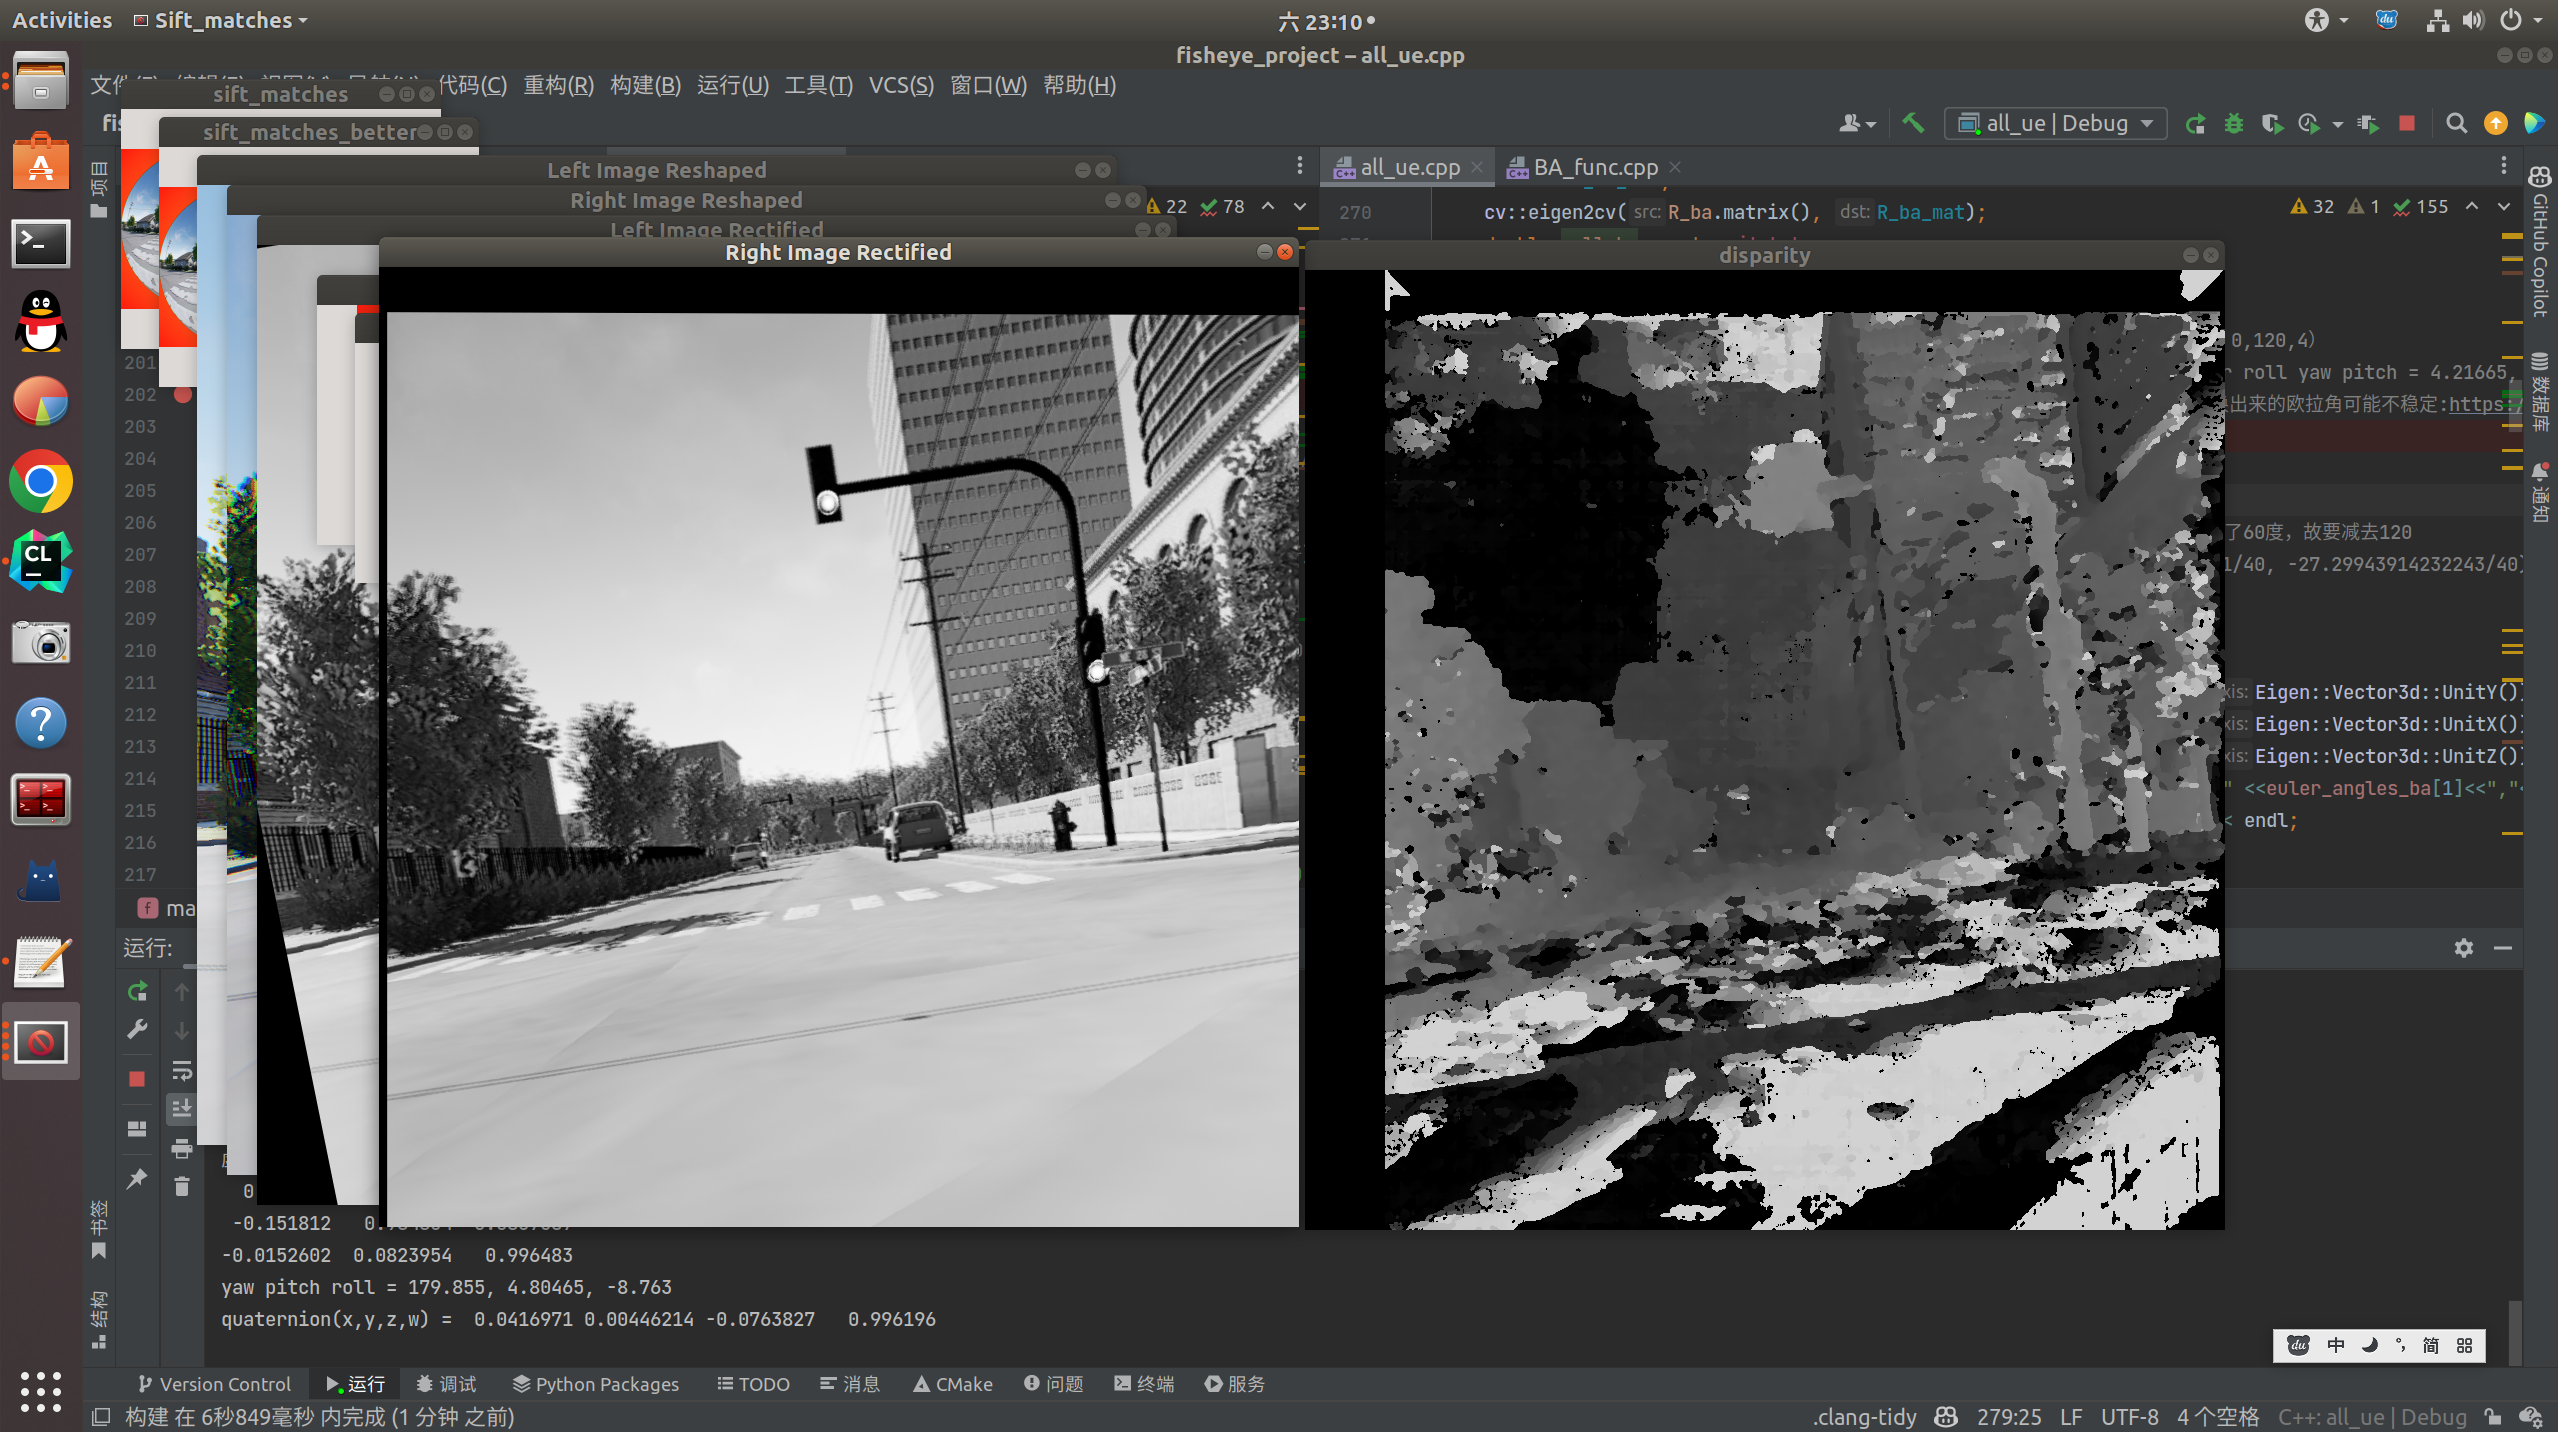 Activities
Sift_matches
六 23:10
fisheye_project – all_ue.cpp
代码(C) 重构(R) 构建(B) 运行(U) 工具(T) VCS(S) 窗口(W) 帮助(H)
sift_matches
sift_matches_better
all_ue | Debug
Left Image Reshaped
Right Image Reshaped
Left Image Rectified
Right Image Rectified
disparity
项目
all_ue.cpp
BA_func.cpp
22 78
32 1 155
270 cv::eigen2cv( src: R_ba.matrix(), dst: R_ba_mat);
0,120,4）
r roll yaw pitch = 4.21665,
出来的欧拉角可能不稳定:https:/
了60度，故要减去120
1/40, -27.29943914232243/40)
xis: Eigen::Vector3d::UnitY()
xis: Eigen::Vector3d::UnitX()
xis: Eigen::Vector3d::UnitZ()
" <<euler_angles_ba[1]<<","
< endl;
GitHub Copilot
数据库
通知
201
202
203
204
205
206
207
208
209
210
211
212
213
214
215
216
217
f ma
运行:
书签
结构
0
-0.151812
-0.0152602 0.0823954 0.996483
yaw pitch roll = 179.855, 4.80465, -8.763
quaternion(x,y,z,w) = 0.0416971 0.00446214 -0.0763827 0.996196
du 中 简
Version Control 运行 调试 Python Packages TODO 消息 CMake 问题 终端 服务
构建 在 6秒849毫秒 内完成 (1 分钟 之前)
.clang-tidy 279:25 LF UTF-8 4 个空格 C++: all_ue | Debug